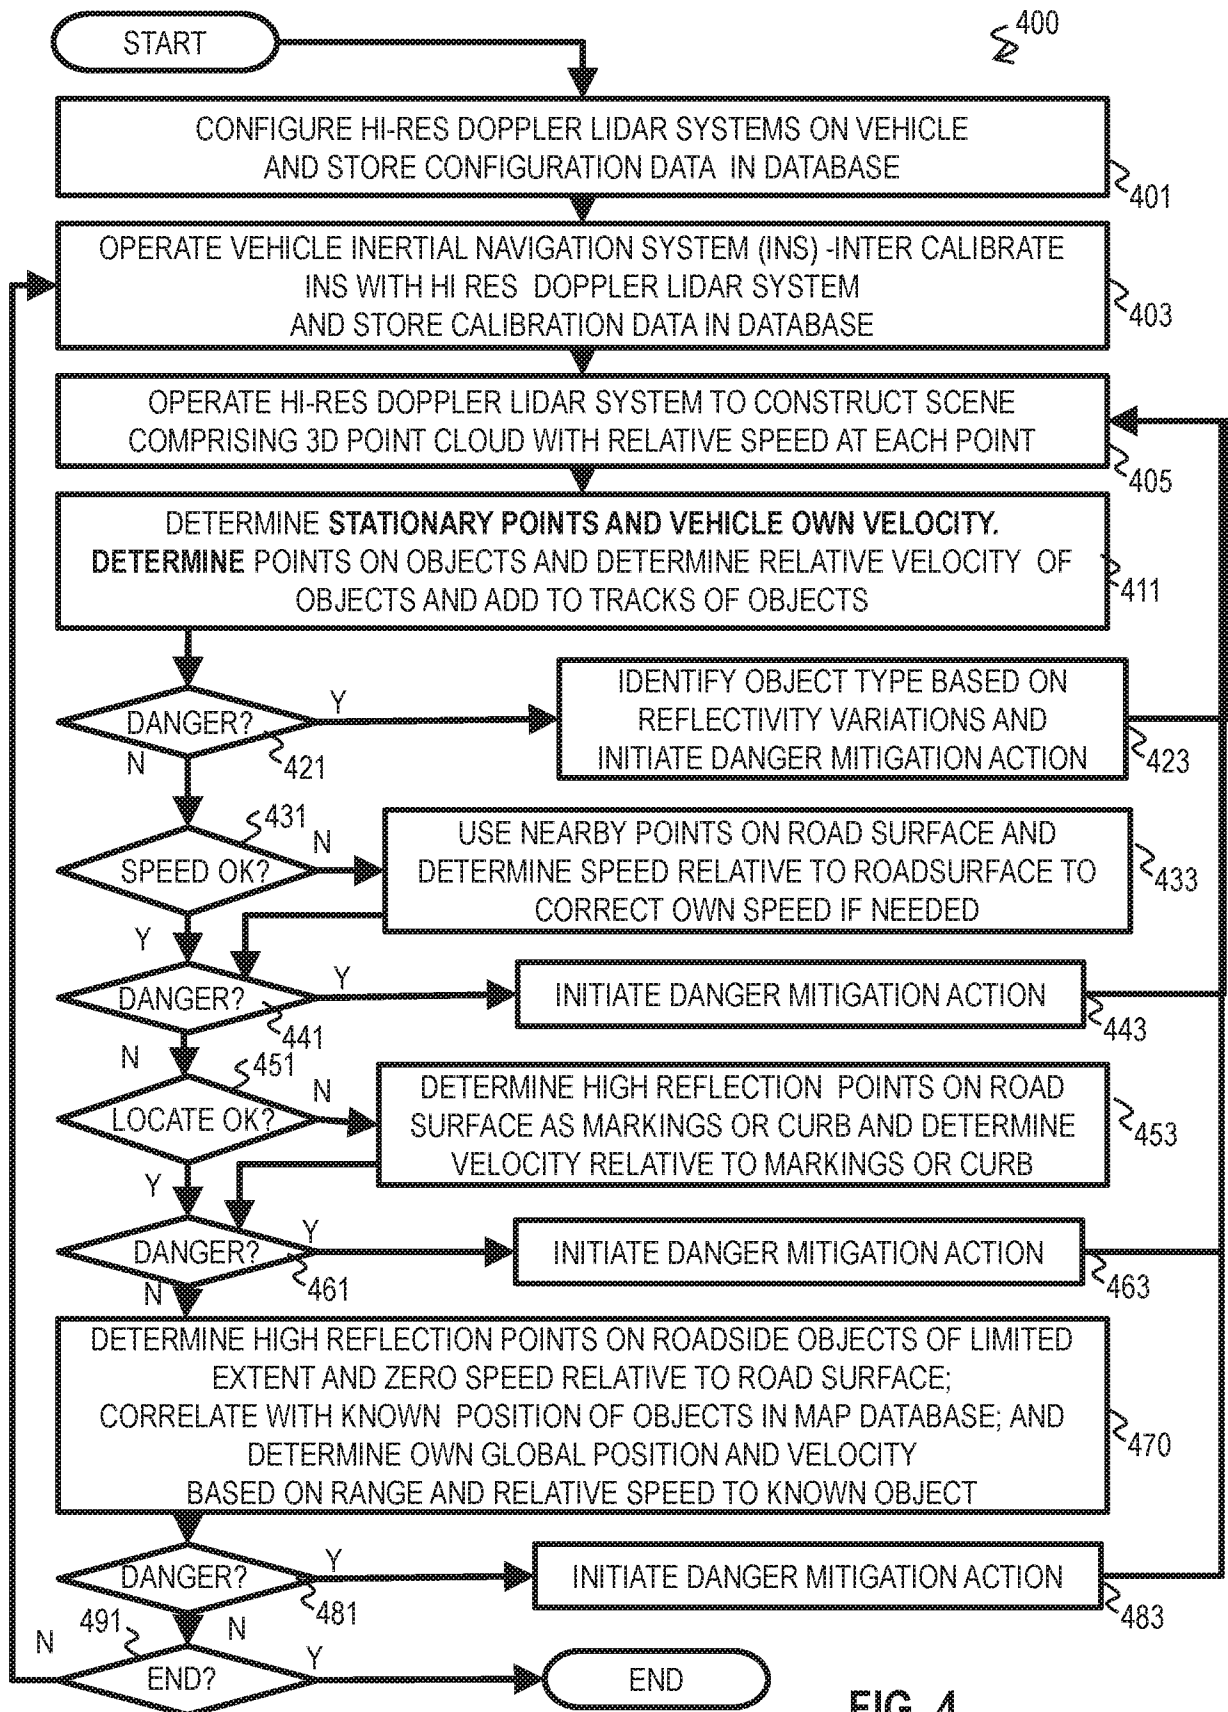 START
400
CONFIGURE HI-RES DOPPLER LIDAR SYSTEMS ON VEHICLE
AND STORE CONFIGURATION DATA IN DATABASE
401
OPERATE VEHICLE INERTIAL NAVIGATION SYSTEM (INS) -INTER CALIBRATE
INS WITH HI RES DOPPLER LIDAR SYSTEM
AND STORE CALIBRATION DATA IN DATABASE
403
OPERATE HI-RES DOPPLER LIDAR SYSTEM TO CONSTRUCT SCENE
COMPRISING 3D POINT CLOUD WITH RELATIVE SPEED AT EACH POINT
405
DETERMINE STATIONARY POINTS AND VEHICLE OWN VELOCITY.
DETERMINE POINTS ON OBJECTS AND DETERMINE RELATIVE VELOCITY OF
OBJECTS AND ADD TO TRACKS OF OBJECTS
411
DANGER?
Y
N
421
IDENTIFY OBJECT TYPE BASED ON
REFLECTIVITY VARIATIONS AND
INITIATE DANGER MITIGATION ACTION
423
431
SPEED OK?
N
Y
USE NEARBY POINTS ON ROAD SURFACE AND
DETERMINE SPEED RELATIVE TO ROADSURFACE TO
CORRECT OWN SPEED IF NEEDED
433
DANGER?
Y
N
441
INITIATE DANGER MITIGATION ACTION
443
451
LOCATE OK?
N
Y
DETERMINE HIGH REFLECTION POINTS ON ROAD
SURFACE AS MARKINGS OR CURB AND DETERMINE
VELOCITY RELATIVE TO MARKINGS OR CURB
453
DANGER?
Y
N
461
INITIATE DANGER MITIGATION ACTION
463
DETERMINE HIGH REFLECTION POINTS ON ROADSIDE OBJECTS OF LIMITED
EXTENT AND ZERO SPEED RELATIVE TO ROAD SURFACE;
CORRELATE WITH KNOWN POSITION OF OBJECTS IN MAP DATABASE; AND
DETERMINE OWN GLOBAL POSITION AND VELOCITY
BASED ON RANGE AND RELATIVE SPEED TO KNOWN OBJECT
470
DANGER?
Y
N
481
INITIATE DANGER MITIGATION ACTION
483
491
N
END?
Y
END
FIG. 4